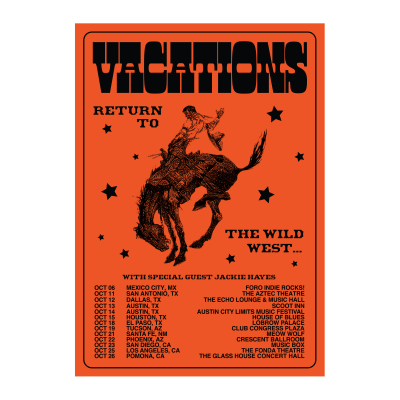 VACATIONS
RETURN
TO
THE WILD
WEST...
WITH SPECIAL GUEST JACKIE HAYES
OCT 06 MEXICO CITY, MX FORO INDIE ROCKS!
OCT 11 SAN ANTONIO, TX THE AZTEC THEATRE
OCT 12 DALLAS, TX THE ECHO LOUNGE & MUSIC HALL
OCT 13 AUSTIN, TX SCOOT INN
OCT 14 AUSTIN, TX AUSTIN CITY LIMITS MUSIC FESTIVAL
OCT 15 HOUSTON, TX HOUSE OF BLUES
OCT 18 EL PASO, TX LOBROW PALACE
OCT 19 TUCSON, AZ CLUB CONGRESS PLAZA
OCT 21 SANTA FE, NM MEOW WOLF
OCT 22 PHOENIX, AZ CRESCENT BALLROOM
OCT 23 SAN DIEGO, CA MUSIC BOX
OCT 25 LOS ANGELES, CA THE FONDA THEATRE
OCT 26 POMONA, CA THE GLASS HOUSE CONCERT HALL